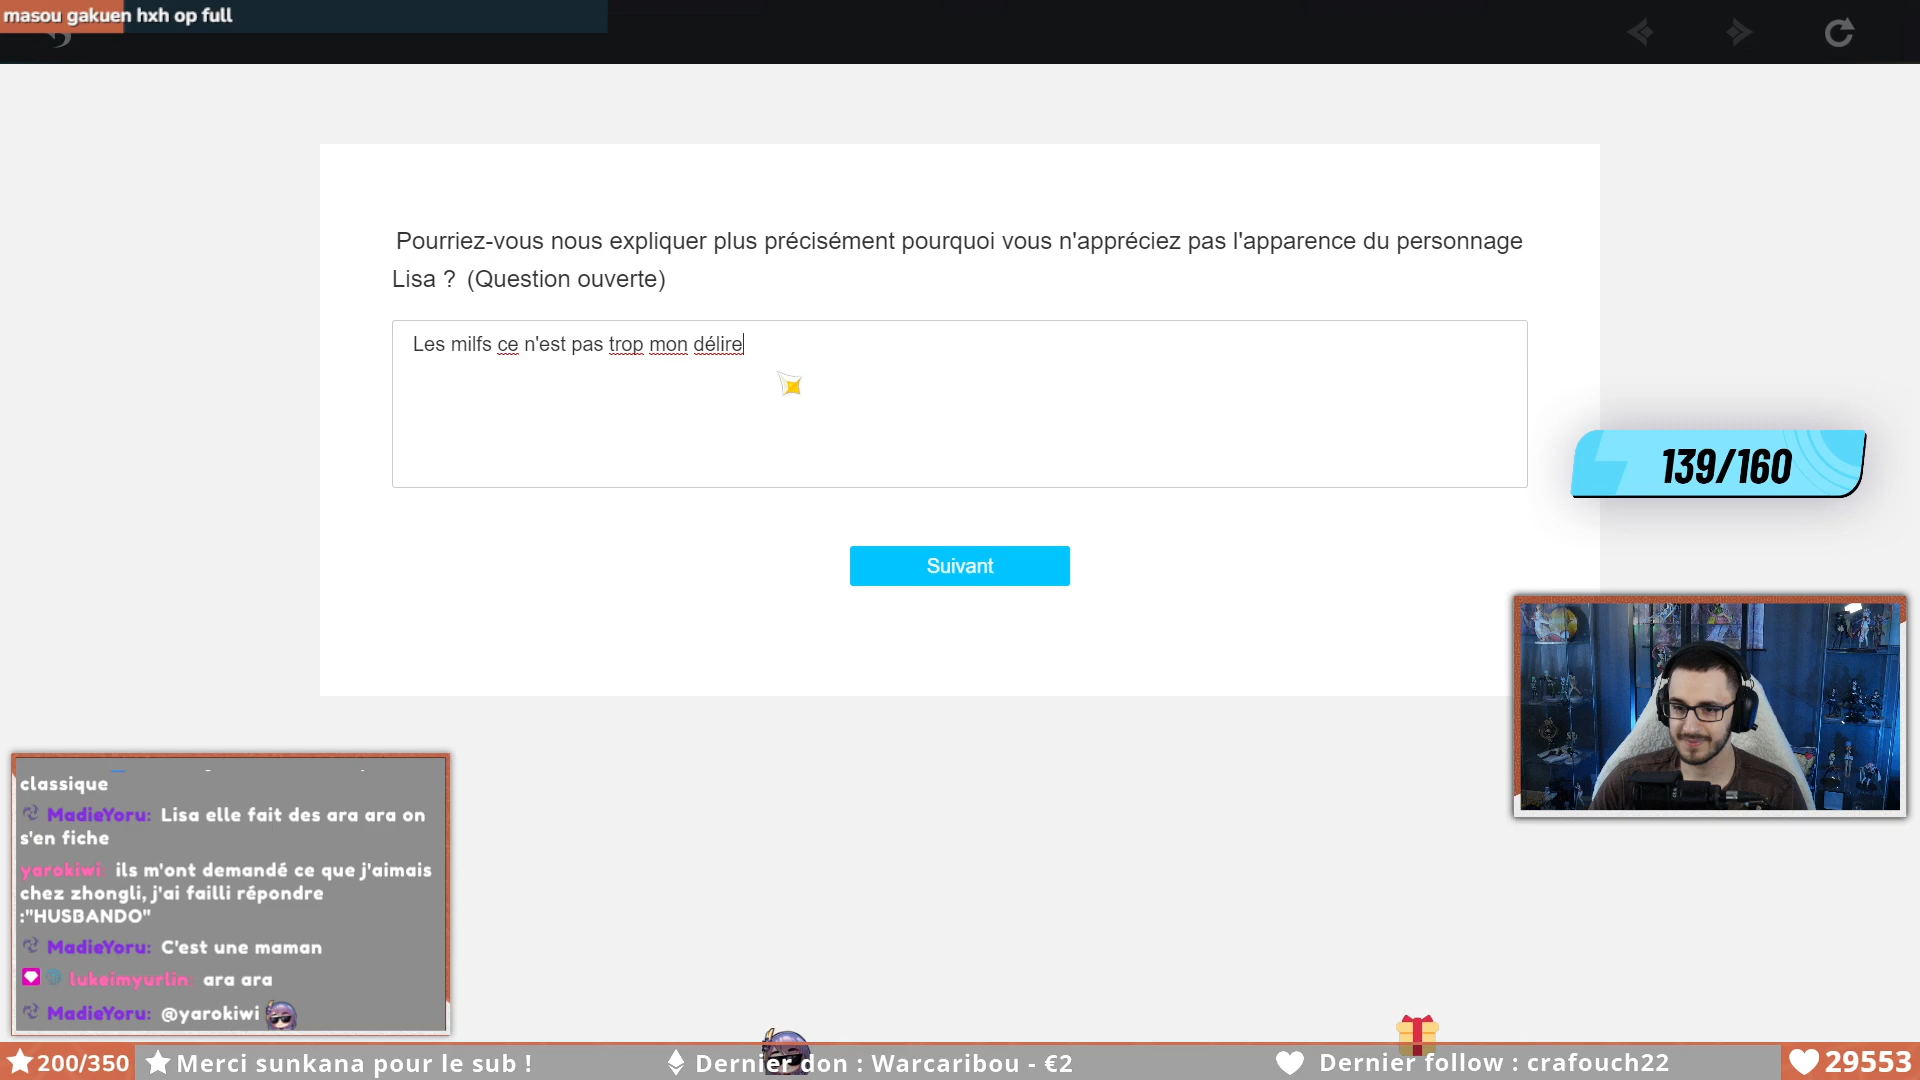 masou gakuen hxh op full
Pourriez-vous nous expliquer plus précisément pourquoi vous n'appréciez pas l'apparence du personnage
Lisa ? (Question ouverte)
Les milfs ce n'est pas trop mon délire
139/160
Suivant
classique
MadieYoru: Lisa elle fait des ara ara on
s'en fiche
yarokiwi: ils m'ont demandé ce que j'aimais
chez zhongli, j'ai failli répondre
:"HUSBANDO"
MadieYoru: C'est une maman
lukeimyurlin: ara ara
MadieYoru: @yarokiwi
200/350
Merci sunkana pour le sub !
Dernier don : Warcaribou - €2
Dernier follow : crafouch22
29553